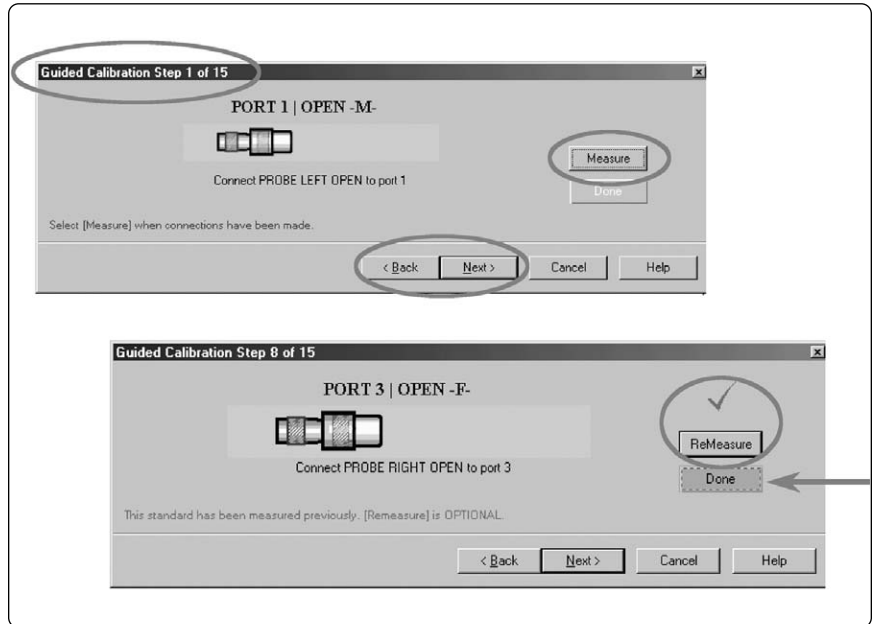 Guided Calibration Step 1 of 15
PORT 1 | OPEN -M-
Connect PROBE LEFT OPEN to port 1
Measure
Done
Select [Measure] when connections have been made.
< Back Next > Cancel Help
Guided Calibration Step 8 of 15
PORT 3 | OPEN -F-
Connect PROBE RIGHT OPEN to port 3
ReMeasure
Done
This standard has been measured previously. [Remeasure] is OPTIONAL.
< Back Next > Cancel Help